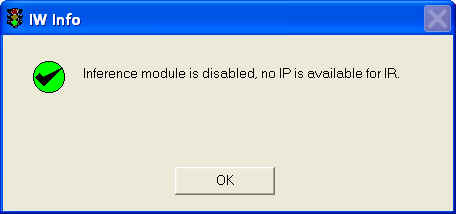 IW Info
Inference module is disabled, no IP is available for IR.
OK